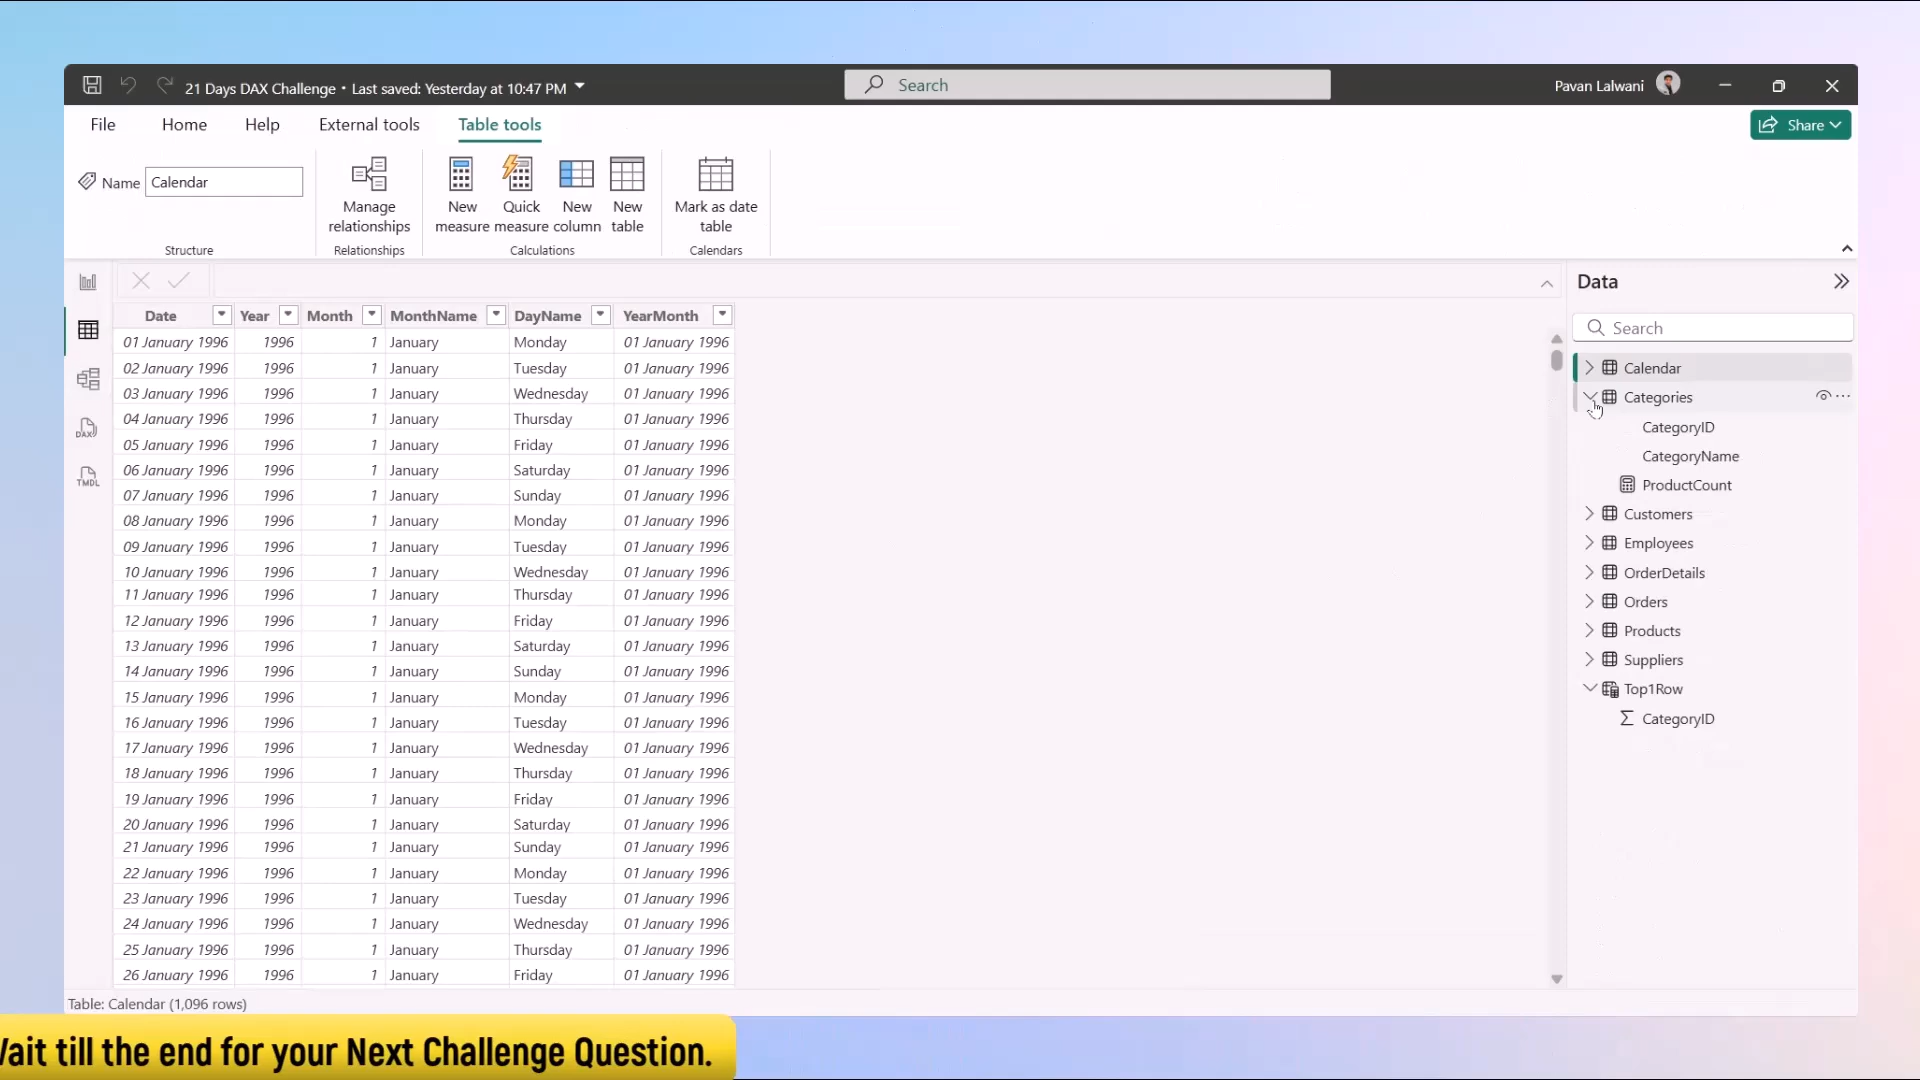 21 Days DAX Challenge • Last saved: Yesterday at 10:47 PM
Search
Pavan Lalwani
File Home Help External tools Table tools
Share
Name Calendar
Manage relationships
New measure
Quick measure
New column
New table
Mark as date table
Structure Relationships Calculations Calendars
Date Year Month MonthName DayName YearMonth
01 January 1996 1996 1 January Monday 01 January 1996
02 January 1996 1996 1 January Tuesday 01 January 1996
03 January 1996 1996 1 January Wednesday 01 January 1996
04 January 1996 1996 1 January Thursday 01 January 1996
05 January 1996 1996 1 January Friday 01 January 1996
06 January 1996 1996 1 January Saturday 01 January 1996
07 January 1996 1996 1 January Sunday 01 January 1996
08 January 1996 1996 1 January Monday 01 January 1996
09 January 1996 1996 1 January Tuesday 01 January 1996
10 January 1996 1996 1 January Wednesday 01 January 1996
11 January 1996 1996 1 January Thursday 01 January 1996
12 January 1996 1996 1 January Friday 01 January 1996
13 January 1996 1996 1 January Saturday 01 January 1996
14 January 1996 1996 1 January Sunday 01 January 1996
15 January 1996 1996 1 January Monday 01 January 1996
16 January 1996 1996 1 January Tuesday 01 January 1996
17 January 1996 1996 1 January Wednesday 01 January 1996
18 January 1996 1996 1 January Thursday 01 January 1996
19 January 1996 1996 1 January Friday 01 January 1996
20 January 1996 1996 1 January Saturday 01 January 1996
21 January 1996 1996 1 January Sunday 01 January 1996
22 January 1996 1996 1 January Monday 01 January 1996
23 January 1996 1996 1 January Tuesday 01 January 1996
24 January 1996 1996 1 January Wednesday 01 January 1996
25 January 1996 1996 1 January Thursday 01 January 1996
26 January 1996 1996 1 January Friday 01 January 1996
DAX
TMDL
Data
Search
Calendar
Categories
CategoryID
CategoryName
ProductCount
Customers
Employees
OrderDetails
Orders
Products
Suppliers
Top1Row
CategoryID
Table: Calendar (1,096 rows)
ait till the end for your Next Challenge Question.